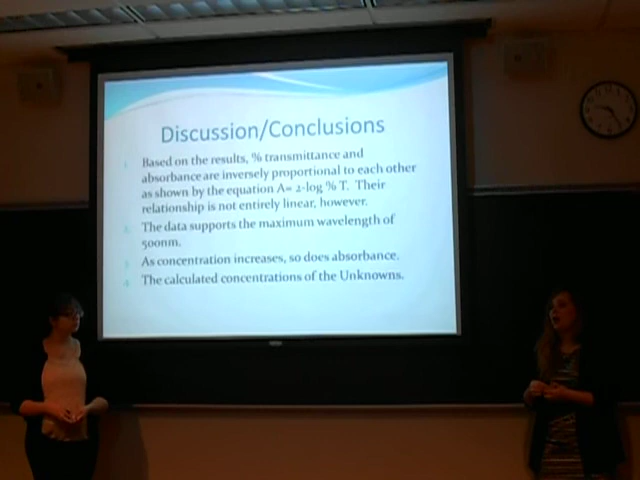 Discussion/Conclusions
1. Based on the results, % transmittance and
absorbance are inversely proportional to each other
as shown by the equation A= 2-log % T. Their
relationship is not entirely linear, however.
2. The data supports the maximum wavelength of
500nm.
3. As concentration increases, so does absorbance.
4. The calculated concentrations of the Unknowns.